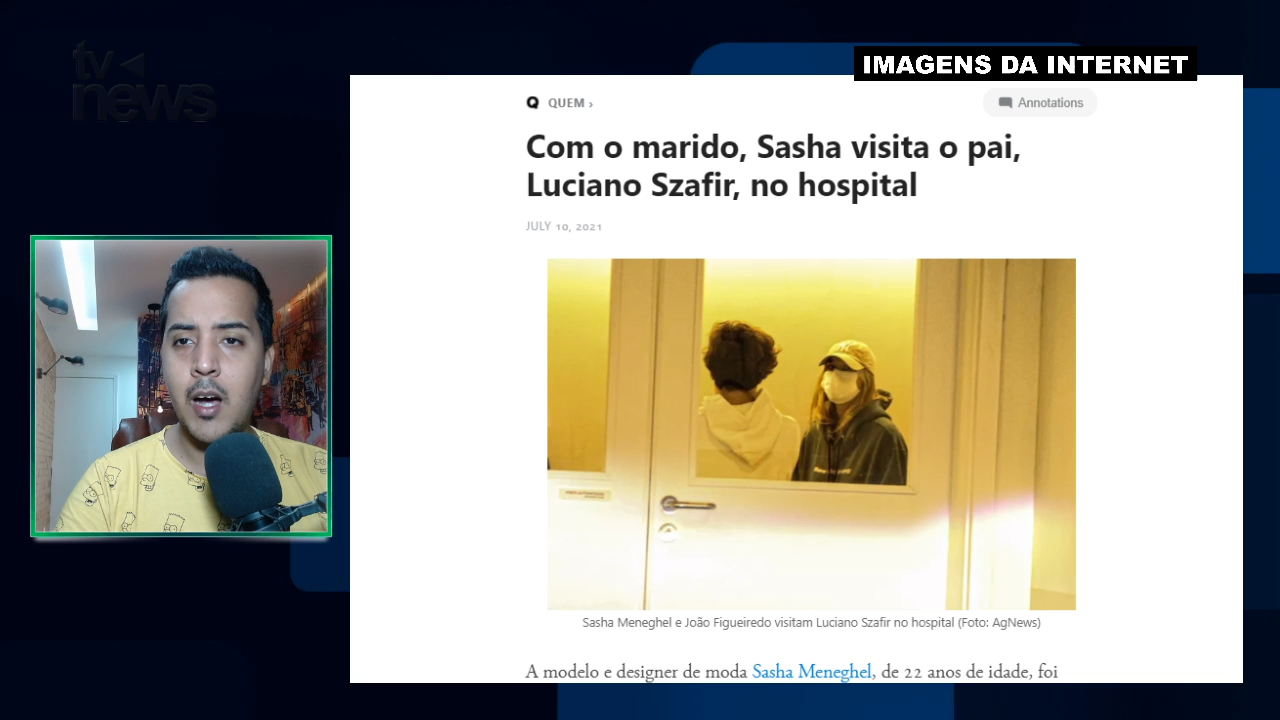 tv
news
IMAGENS DA INTERNET
QUEM ›
Annotations
Com o marido, Sasha visita o pai,
Luciano Szafir, no hospital
JULY 10, 2021
Sasha Meneghel e João Figueiredo visitam Luciano Szafir no hospital (Foto: AgNews)
A modelo e designer de moda Sasha Meneghel, de 22 anos de idade, foi